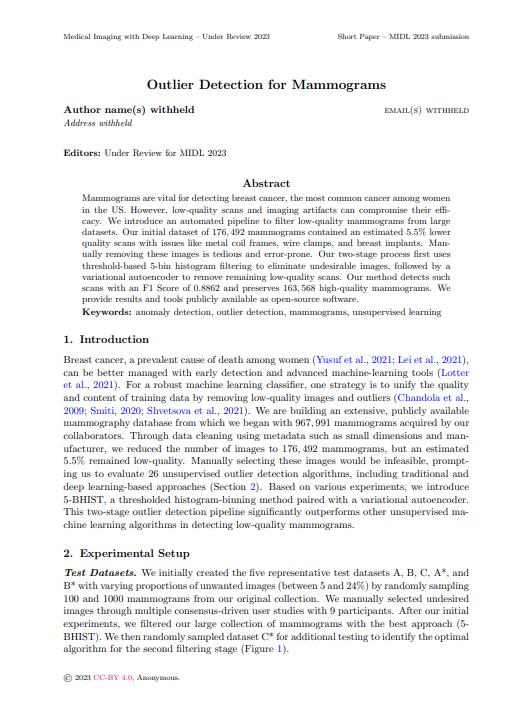 Medical Imaging with Deep Learning – Under Review 2023
Short Paper – MIDL 2023 submission
Outlier Detection for Mammograms
Author name(s) withheld
email(s) withheld
Address withheld
Editors: Under Review for MIDL 2023
Abstract
Mammograms are vital for detecting breast cancer, the most common cancer among women
in the US. However, low-quality scans and imaging artifacts can compromise their effi-
cacy. We introduce an automated pipeline to filter low-quality mammograms from large
datasets. Our initial dataset of 176,492 mammograms contained an estimated 5.5% lower
quality scans with issues like metal coil frames, wire clamps, and breast implants. Man-
ually removing these images is tedious and error-prone. Our two-stage process first uses
threshold-based 5-bin histogram filtering to eliminate undesirable images, followed by a
variational autoencoder to remove remaining low-quality scans. Our method detects such
scans with an F1 Score of 0.8862 and preserves 163,568 high-quality mammograms. We
provide results and tools publicly available as open-source software.
Keywords: anomaly detection, outlier detection, mammograms, unsupervised learning
1. Introduction
Breast cancer, a prevalent cause of death among women (Yusuf et al., 2021; Lei et al., 2021),
can be better managed with early detection and advanced machine-learning tools (Lotter
et al., 2021). For a robust machine learning classifier, one strategy is to unify the quality
and content of training data by removing low-quality images and outliers (Chandola et al.,
2009; Smiti, 2020; Shvetsova et al., 2021). We are building an extensive, publicly available
mammography database from which we began with 967,991 mammograms acquired by our
collaborators. Through data cleaning using metadata such as small dimensions and man-
ufacturer, we reduced the number of images to 176,492 mammograms, but an estimated
5.5% remained low-quality. Manually selecting these images would be infeasible, prompt-
ing us to evaluate 26 unsupervised outlier detection algorithms, including traditional and
deep learning-based approaches (Section 2). Based on various experiments, we introduce
5-BHIST, a thresholded histogram-binning method paired with a variational autoencoder.
This two-stage outlier detection pipeline significantly outperforms other unsupervised ma-
chine learning algorithms in detecting low-quality mammograms.
2. Experimental Setup
Test Datasets. We initially created the five representative test datasets A, B, C, A*, and
B* with varying proportions of unwanted images (between 5 and 24%) by randomly sampling
100 and 1000 mammograms from our original collection. We manually selected undesired
images through multiple consensus-driven user studies with 9 participants. After our initial
experiments, we filtered our large collection of mammograms with the best approach (5-
BHIST). We then randomly sampled dataset C* for additional testing to identify the optimal
algorithm for the second filtering stage (Figure 1).
© 2023 CC-BY 4.0, Anonymous.